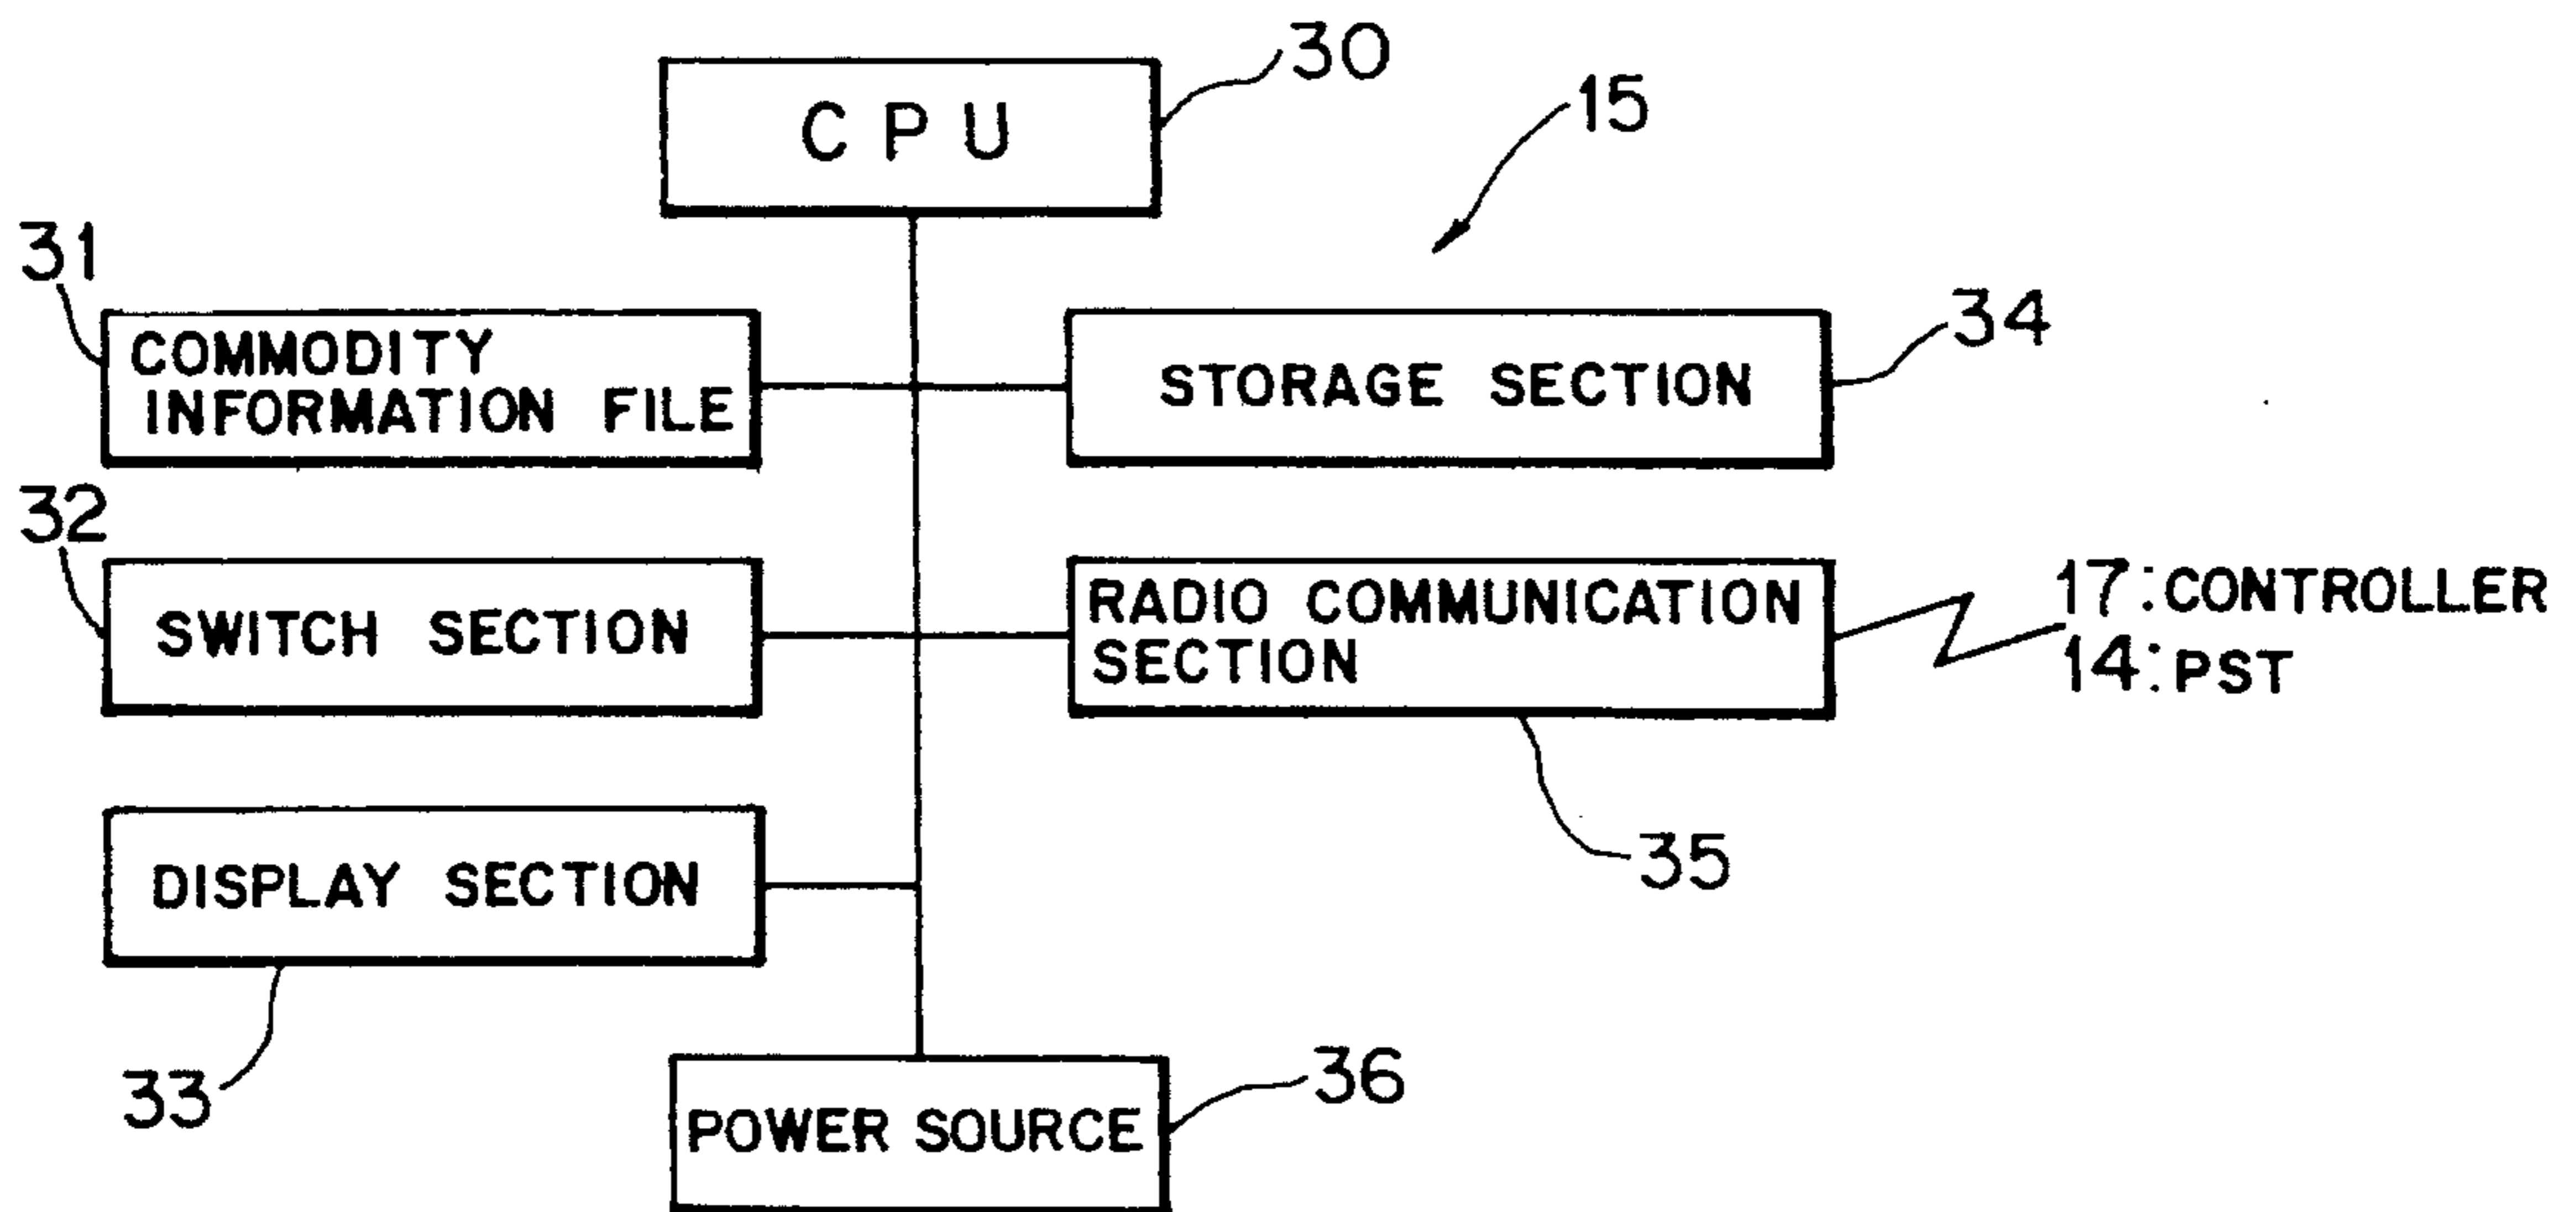 30
CPU
15
31
COMMODITY
INFORMATION FILE
34
STORAGE SECTION
32
SWITCH SECTION
RADIO COMMUNICATION
SECTION
17:CONTROLLER
14:PST
35
DISPLAY SECTION
33
36
POWER SOURCE